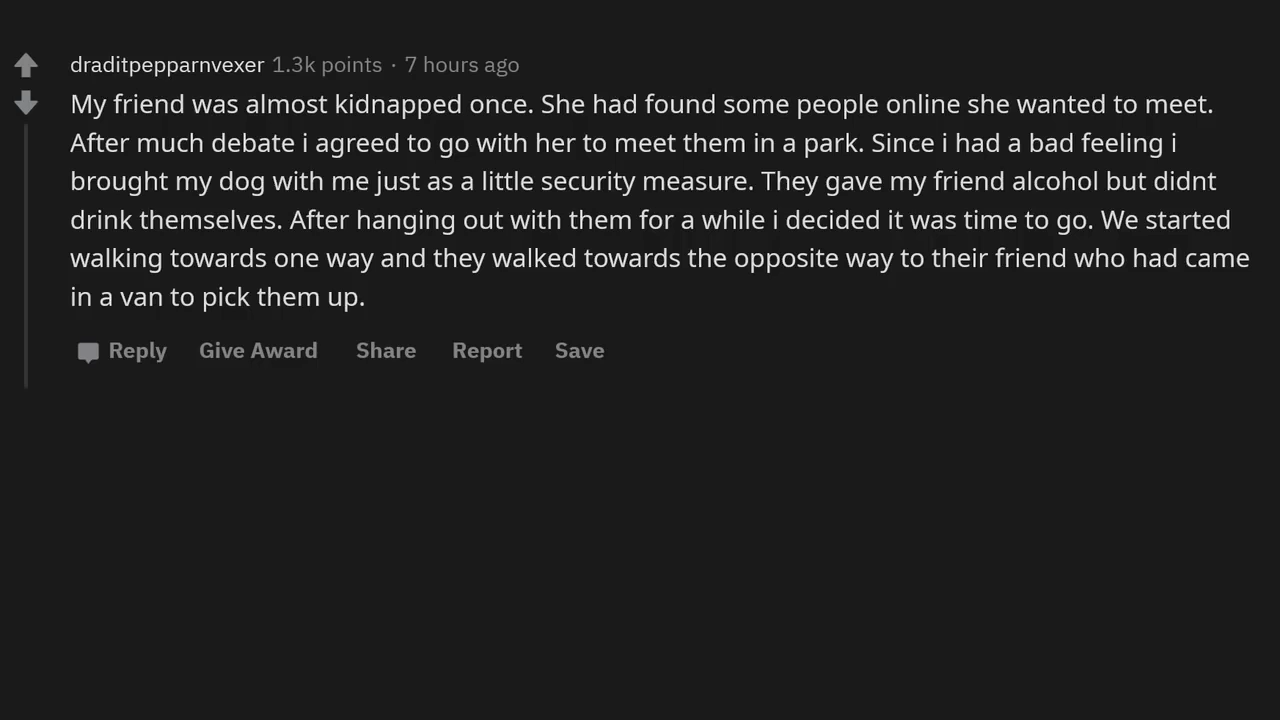 draditpepparnvexer 1.3k points · 7 hours ago
My friend was almost kidnapped once. She had found some people online she wanted to meet.
After much debate i agreed to go with her to meet them in a park. Since i had a bad feeling i
brought my dog with me just as a little security measure. They gave my friend alcohol but didnt
drink themselves. After hanging out with them for a while i decided it was time to go. We started
walking towards one way and they walked towards the opposite way to their friend who had came
in a van to pick them up.
Reply Give Award Share Report Save